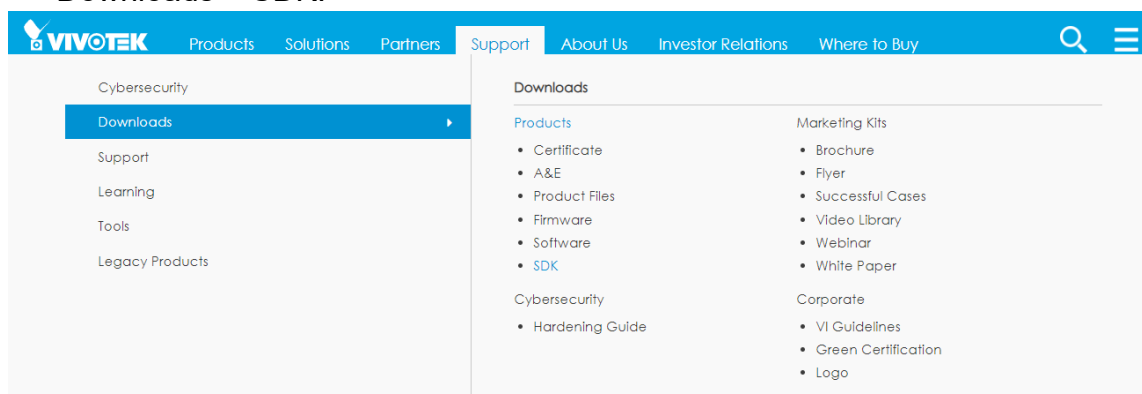 Downloads > SDK.
VIVOTEK Products Solutions Partners Support About Us Investor Relations Where to Buy
Cybersecurity
Downloads
Support
Learning
Tools
Legacy Products
Downloads
Products
• Certificate
• A&E
• Product Files
• Firmware
• Software
• SDK
Cybersecurity
• Hardening Guide
Marketing Kits
• Brochure
• Flyer
• Successful Cases
• Video Library
• Webinar
• White Paper
Corporate
• VI Guidelines
• Green Certification
• Logo